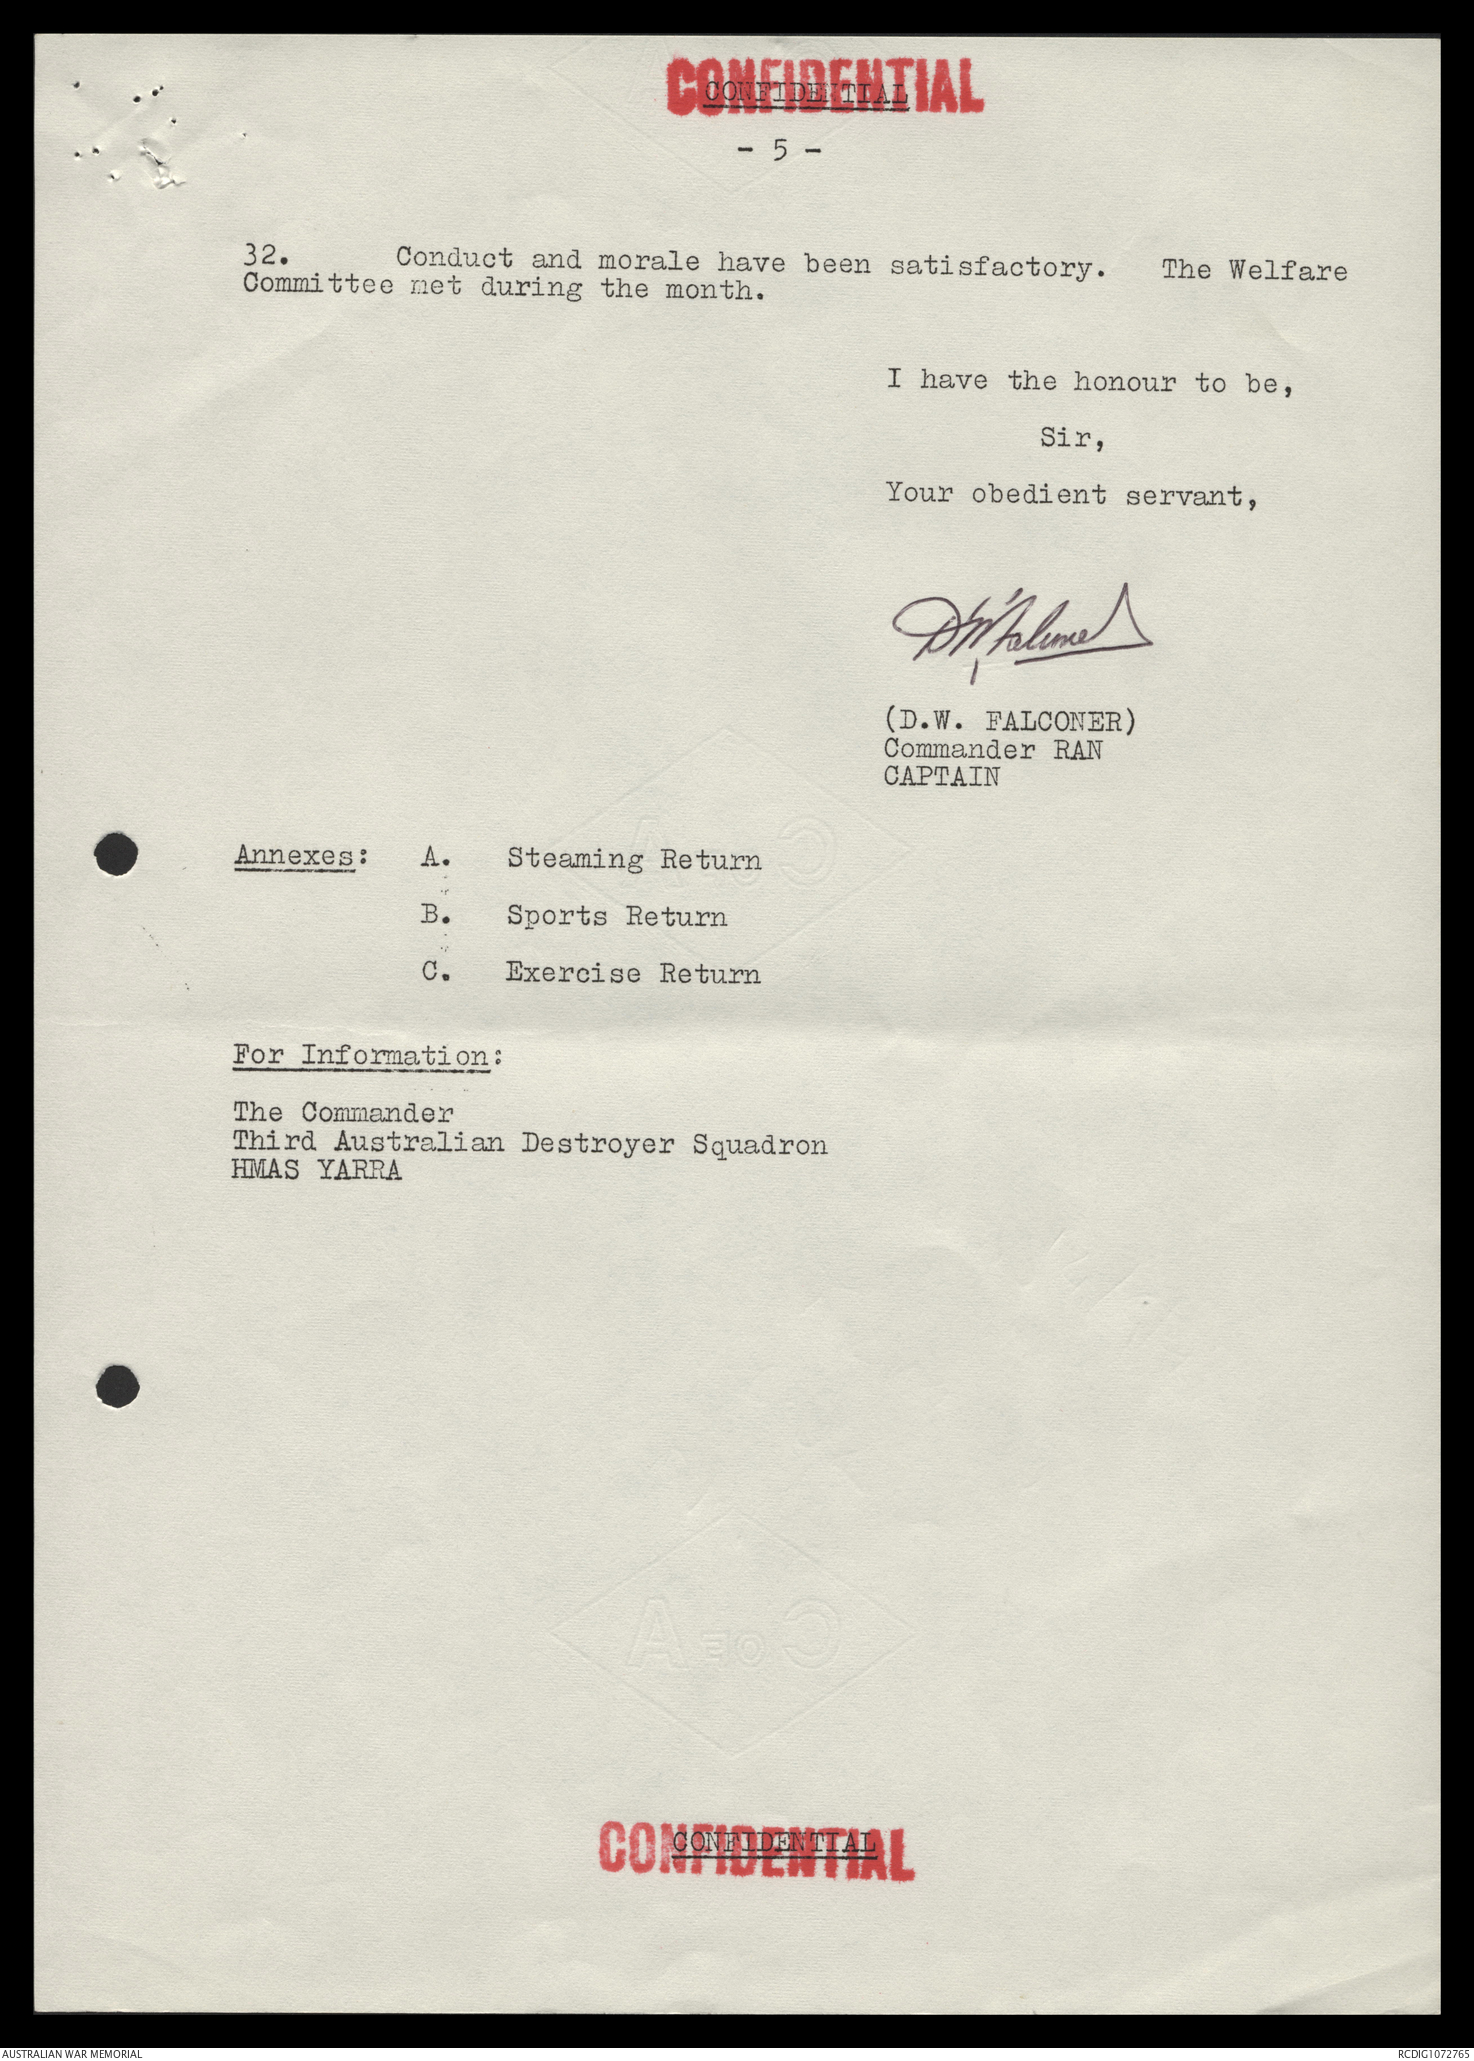 CONFIDENTIAL
CONFIDENTIAL
- 5 -
32. Conduct and morale have been satisfactory. The Welfare
Committee met during the month.
I have the honour to be,
Sir,
Your obedient servant,
(D.W. FALCONER)
Commander RAN
CAPTAIN
Annexes: A. Steaming Return
B. Sports Return
C. Exercise Return
For Information:
The Commander
Third Australian Destroyer Squadron
HMAS YARRA
C OF A
C OF A
CONFIDENTIAL
CONFIDENTIAL
AUSTRALIAN WAR MEMORIAL
RCDIG1072765